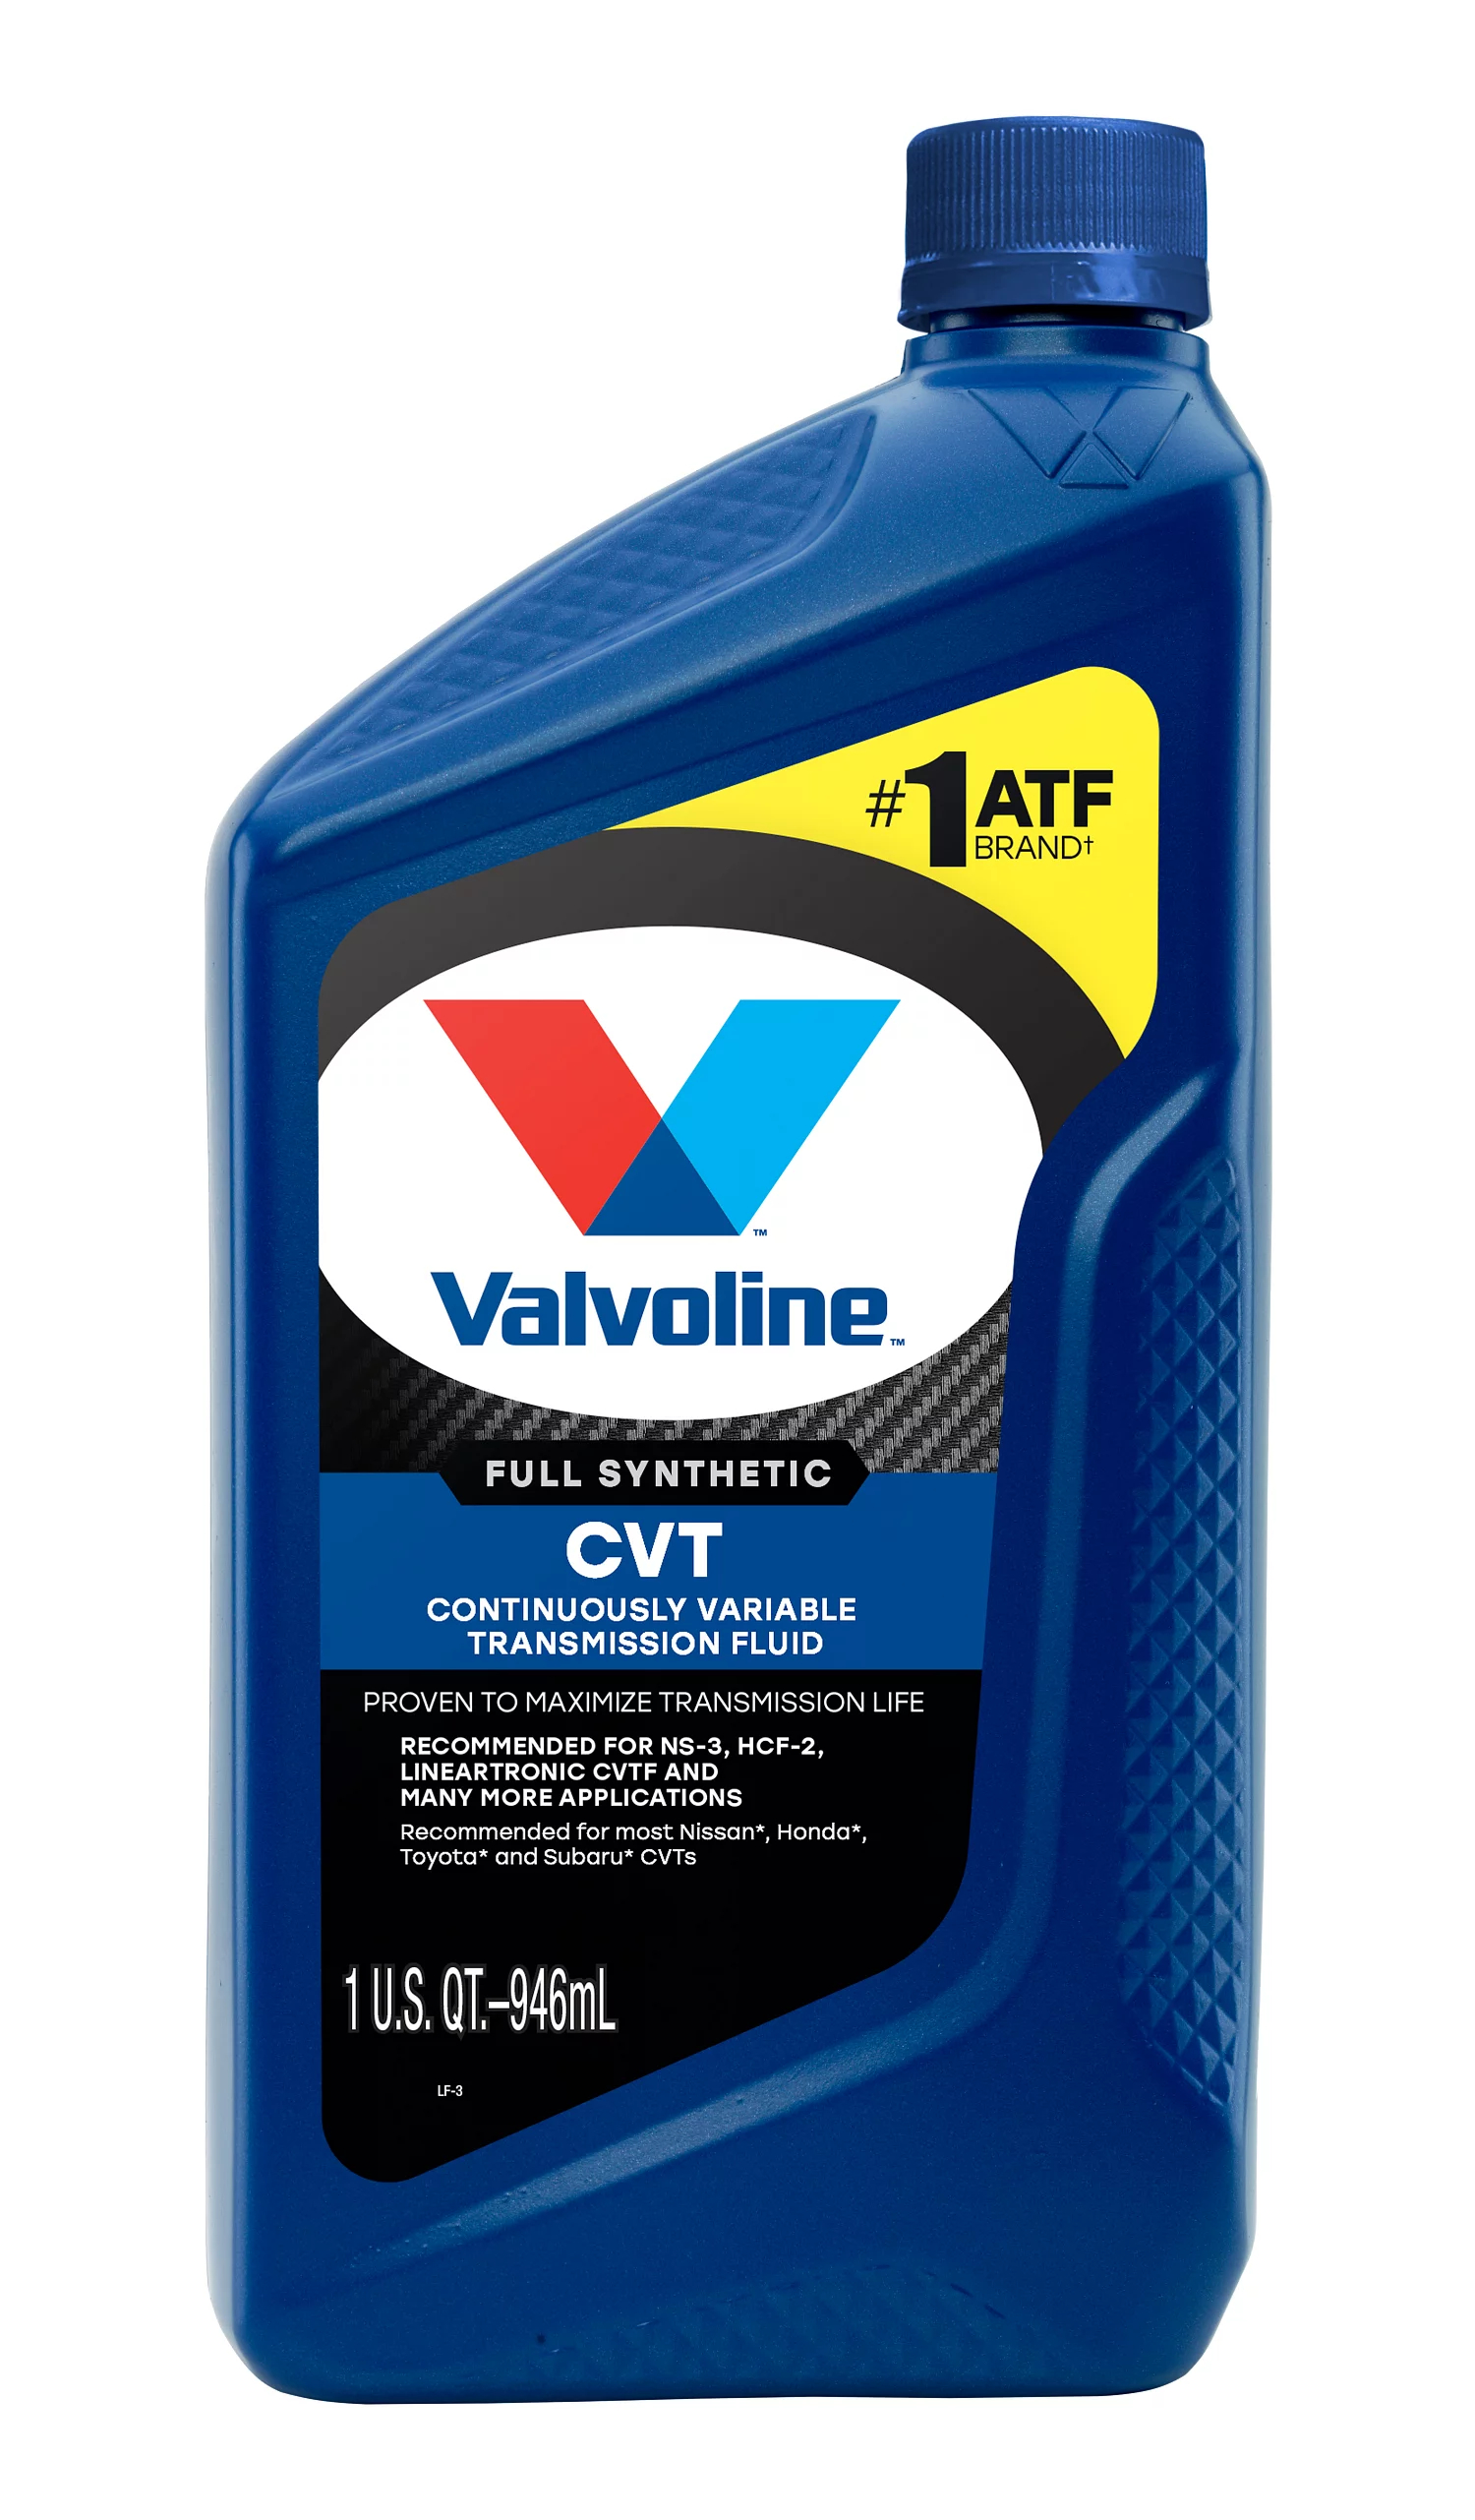 #1 ATF
BRAND†
™
Valvoline™
FULL SYNTHETIC
CVT
CONTINUOUSLY VARIABLE
TRANSMISSION FLUID
PROVEN TO MAXIMIZE TRANSMISSION LIFE
RECOMMENDED FOR NS-3, HCF-2,
LINEARTRONIC CVTF AND
MANY MORE APPLICATIONS
Recommended for most Nissan*, Honda*,
Toyota* and Subaru* CVTs
1 U.S. QT.–946mL
LF-3